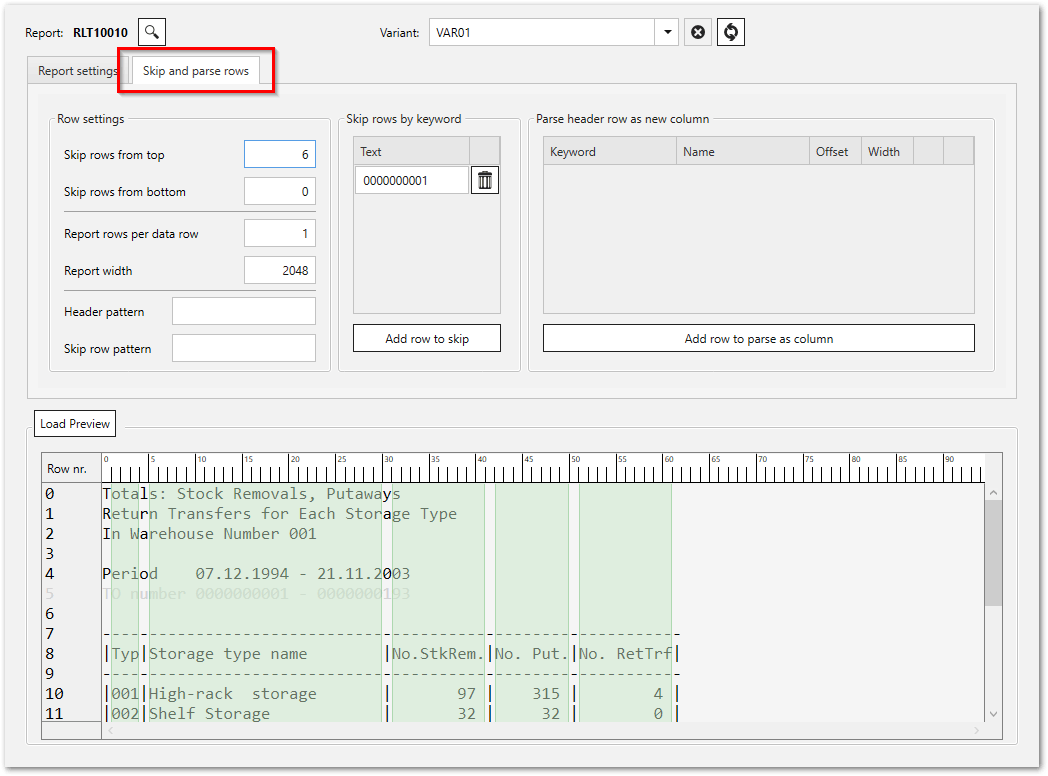 Report: RLT10010 Variant: VAR01
Report settings Skip and parse rows
Row settings Skip rows by keyword Parse header row as new column
Skip rows from top 6 Text Keyword Name Offset Width
Skip rows from bottom 0 0000000001
Report rows per data row 1
Report width 2048
Header pattern
Skip row pattern Add row to skip Add row to parse as column
Load Preview
Row nr. 0 5 10 15 20 25 30 35 40 45 50 55 60 65 70 75 80 85 90
0 Totals: Stock Removals, Putaways
1 Return Transfers for Each Storage Type
2 In Warehouse Number 001
3
4 Period 07.12.1994 - 21.11.2003
5 TO number 0000000001 - 0000000193
6
7 --------------------------------------------------------------
8 |Typ|Storage type name |No.StkRem.|No. Put.|No. RetTrf|
9 --------------------------------------------------------------
10 |001|High-rack storage | 97 | 315 | 4 |
11 |002|Shelf Storage | 32 | 32 | 0 |